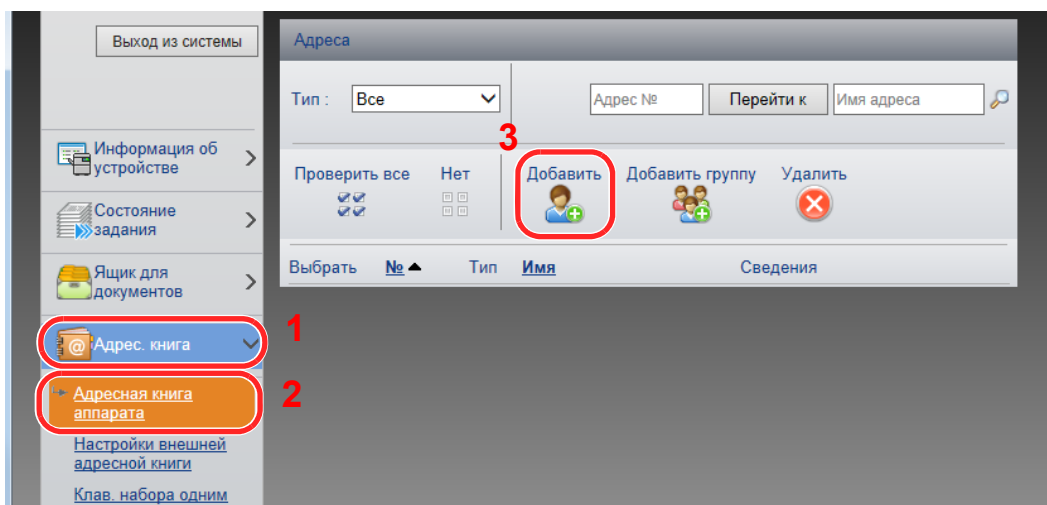 Выход из системы
Информация об
устройстве
Состояние
задания
Ящик для
документов
Адрес. книга
1
Адресная книга
аппарата
2
Настройки внешней
адресной книги
Клав. набора одним
Адреса
Тип : Все Адрес № Перейти к Имя адреса
3
Проверить все Нет Добавить Добавить группу Удалить
Выбрать № Тип Имя Сведения